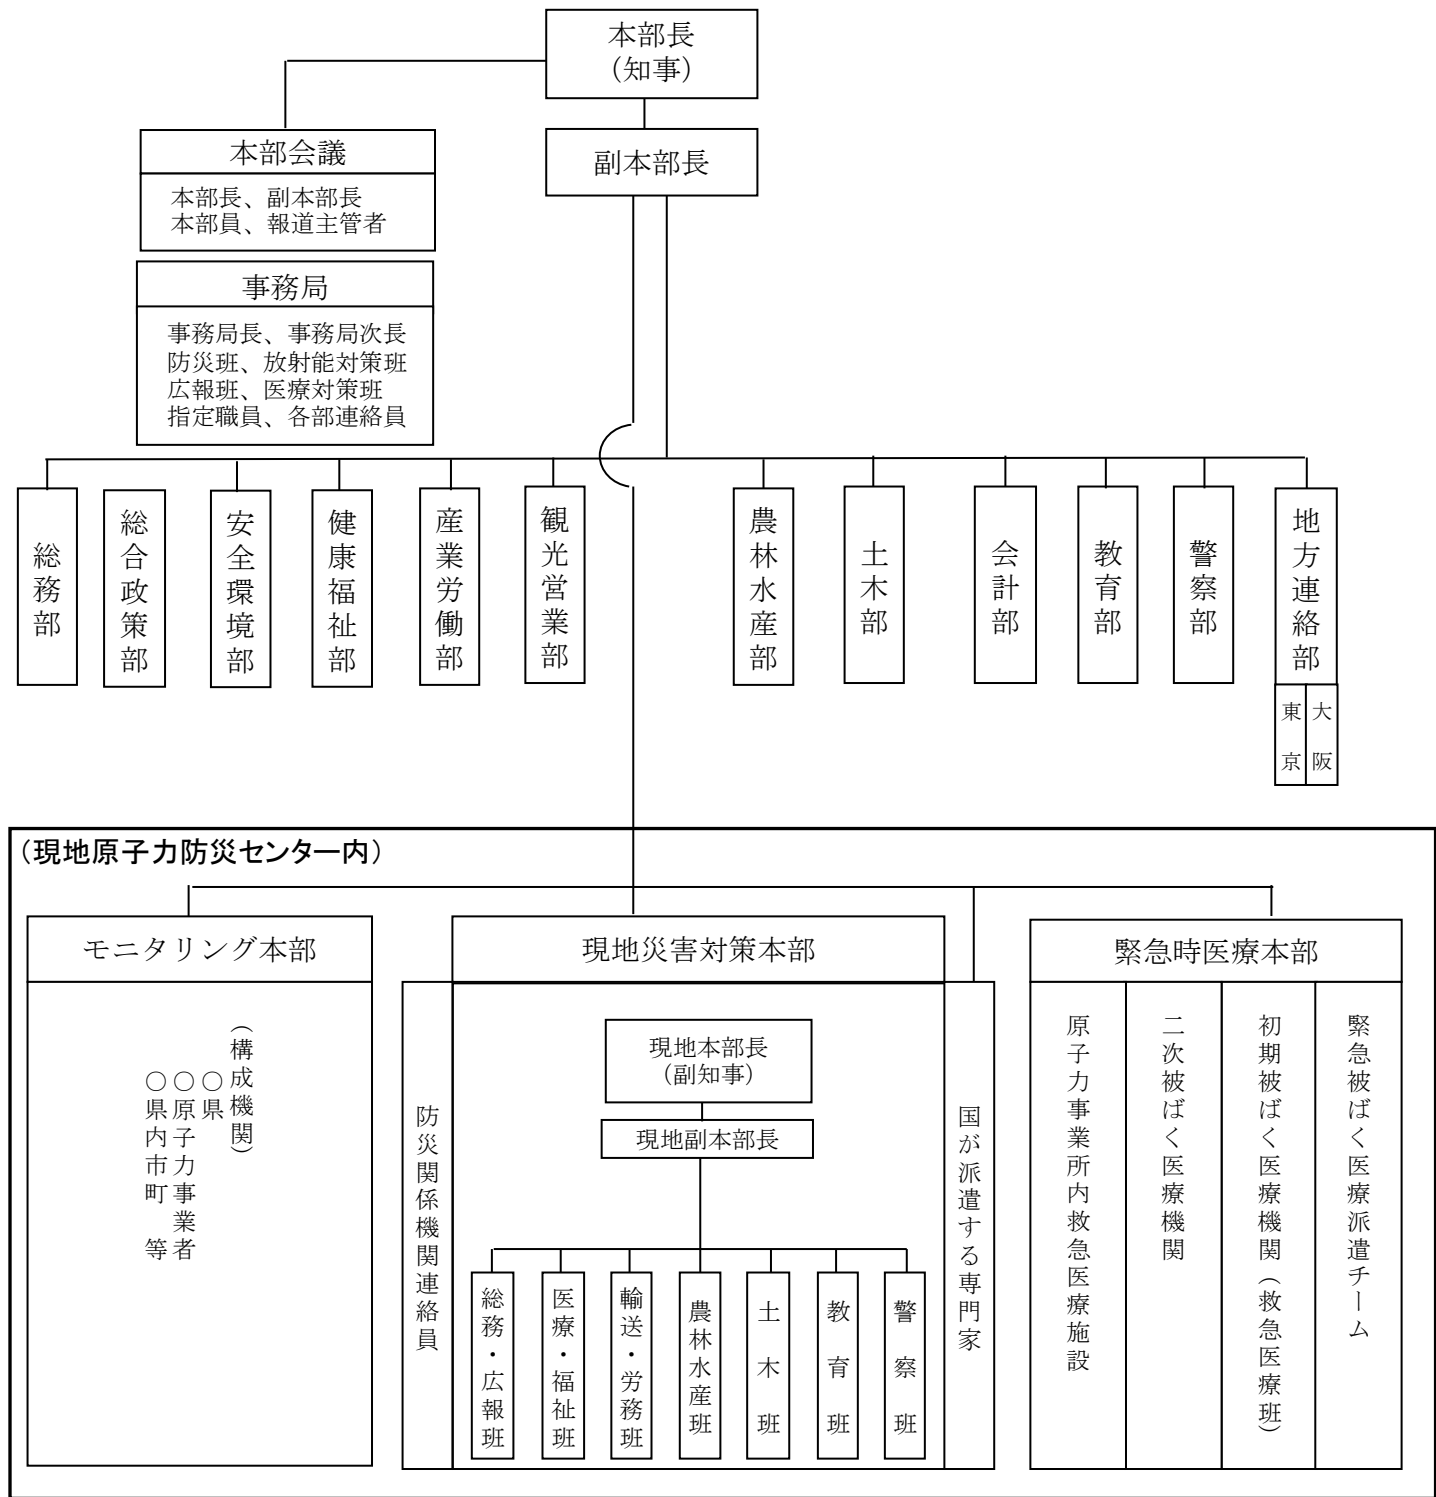 本部長
（知事）
副本部長
本部会議
本部長、副本部長
本部員、報道主管者
事務局
事務局長、事務局次長
防災班、放射能対策班
広報班、医療対策班
指定職員、各部連絡員
総務部
総合政策部
安全環境部
健康福祉部
産業労働部
観光営業部
農林水産部
土木部
会計部
教育部
警察部
地方連絡部
東京
大阪
（現地原子力防災センター内）
モニタリング本部
（構成機関）
○県
○原子力事業者
○県内市町　等
現地災害対策本部
防災関係機関連絡員
現地本部長
（副知事）
現地副本部長
総務・広報班
医療・福祉班
輸送・労務班
農林水産班
土木班
教育班
警察班
国が派遣する専門家
緊急時医療本部
原子力事業所内救急医療施設
二次被ばく医療機関
初期被ばく医療機関（救急医療班）
緊急被ばく医療派遣チーム